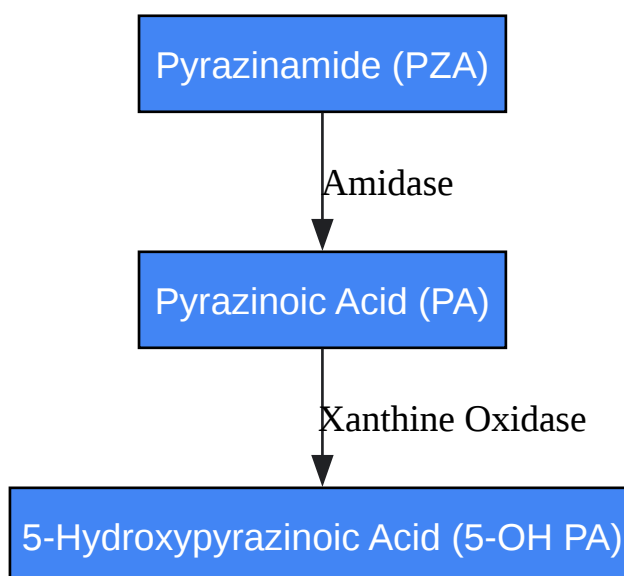 Pyrazinamide (PZA)
Amidase
Pyrazinoic Acid (PA)
Xanthine Oxidase
5-Hydroxypyrazinoic Acid (5-OH PA)